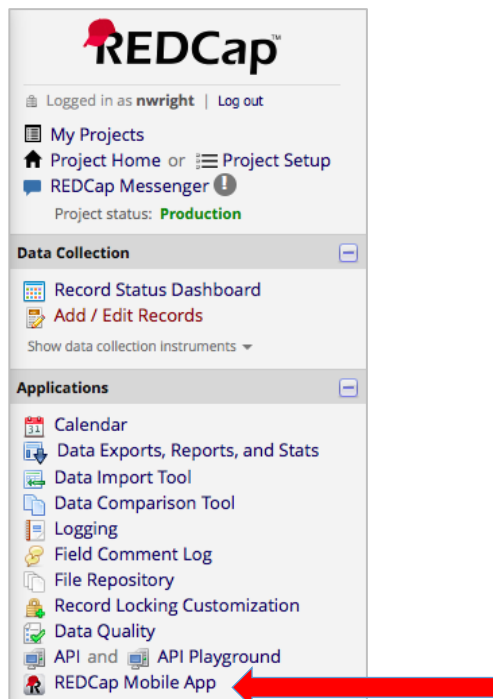 REDCap™
Logged in as nwright | Log out
My Projects
Project Home or Project Setup
REDCap Messenger
Project status: Production
Data Collection
Record Status Dashboard
Add / Edit Records
Show data collection instruments
Applications
31 Calendar
Data Exports, Reports, and Stats
Data Import Tool
Data Comparison Tool
Logging
Field Comment Log
File Repository
Record Locking Customization
Data Quality
API and API Playground
REDCap Mobile App